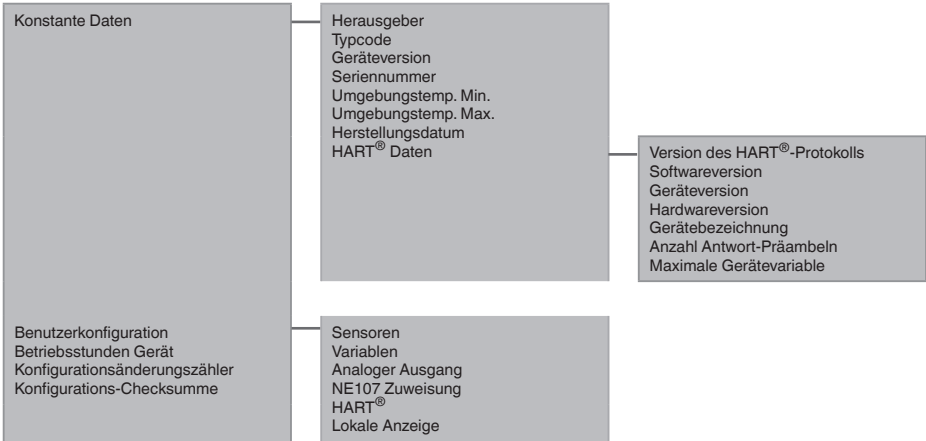 Konstante Daten
Herausgeber
Typcode
Geräteversion
Seriennummer
Umgebungstemp. Min.
Umgebungstemp. Max.
Herstellungsdatum
HART® Daten
Version des HART®-Protokolls
Softwareversion
Geräteversion
Hardwareversion
Gerätebezeichnung
Anzahl Antwort-Präambeln
Maximale Gerätevariable
Benutzerkonfiguration
Betriebsstunden Gerät
Konfigurationsänderungszähler
Konfigurations-Checksumme
Sensoren
Variablen
Analoger Ausgang
NE107 Zuweisung
HART®
Lokale Anzeige